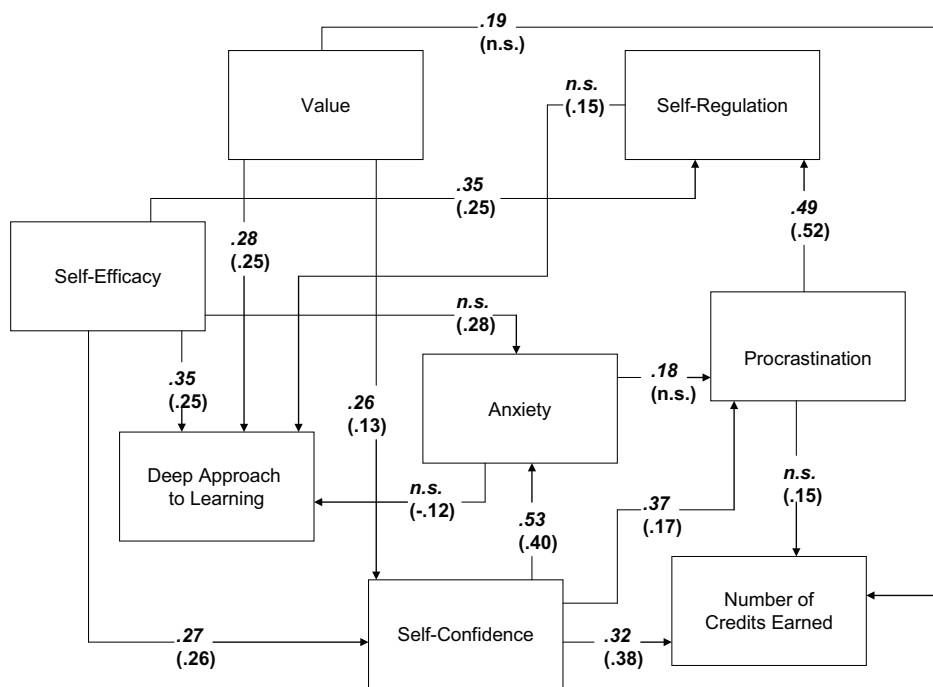 .19
(n.s.)
Value
n.s.
(.15)
Self-Regulation
.35
(.25)
.49
(.52)
.28
(.25)
Self-Efficacy
n.s.
(.28)
Procrastination
.18
(n.s.)
.35
(.25)
Anxiety
.26
(.13)
Deep Approach
to Learning
n.s.
(-.12)
n.s.
(.15)
.37
(.17)
.53
(.40)
Number of
Credits Earned
Self-Confidence
.27
(.26)
.32
(.38)